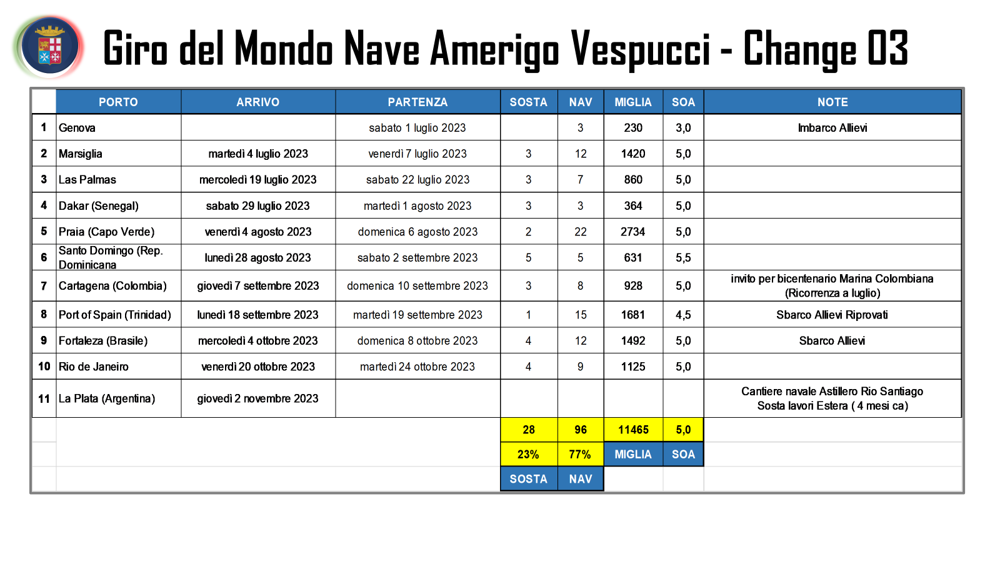 Giro del Mondo Nave Amerigo Vespucci - Change 03
PORTO ARRIVO PARTENZA SOSTA NAV MIGLIA SOA NOTE
1 Genova sabato 1 luglio 2023 3 230 3,0 Imbarco Allievi
2 Marsiglia martedì 4 luglio 2023 venerdì 7 luglio 2023 3 12 1420 5,0
3 Las Palmas mercoledì 19 luglio 2023 sabato 22 luglio 2023 3 7 860 5,0
4 Dakar (Senegal) sabato 29 luglio 2023 martedì 1 agosto 2023 3 3 364 5,0
5 Praia (Capo Verde) venerdì 4 agosto 2023 domenica 6 agosto 2023 2 22 2734 5,0
6 Santo Domingo (Rep.
Dominicana lunedì 28 agosto 2023 sabato 2 settembre 2023 5 5 631 5,5
7 Cartagena (Colombia) giovedì 7 settembre 2023 domenica 10 settembre 2023 3 8 928 5,0 invito per bicentenario Marina Colombiana
(Ricorrenza a luglio)
8 Port of Spain (Trinidad) lunedì 18 settembre 2023 martedì 19 settembre 2023 1 15 1681 4,5 Sbarco Allievi Riprovati
9 Fortaleza (Brasile) mercoledì 4 ottobre 2023 domenica 8 ottobre 2023 4 12 1492 5,0 Sbarco Allievi
10 Rio de Janeiro venerdì 20 ottobre 2023 martedì 24 ottobre 2023 4 9 1125 5,0
11 La Plata (Argentina) giovedì 2 novembre 2023 Cantiere navale Astillero Rio Santiago
Sosta lavori Estera ( 4 mesi ca)
28 96 11465 5,0
23% 77% MIGLIA SOA
SOSTA NAV